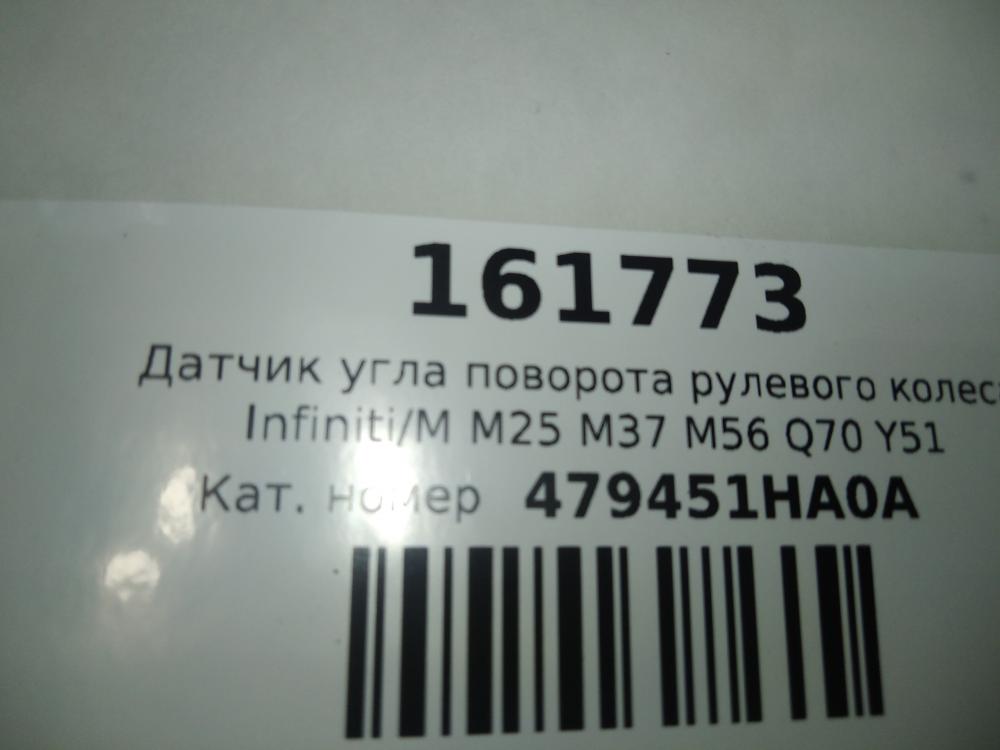 161773
Датчик угла поворота рулевого колес
Infiniti/M M25 M37 M56 Q70 Y51
Кат. номер 479451HA0A